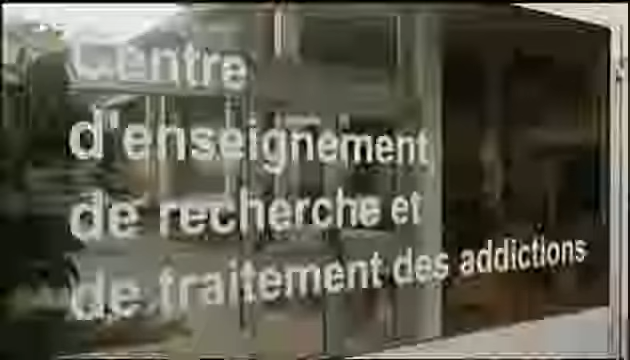 Centre
d'enseignement
de recherche et
de traitement des addictions